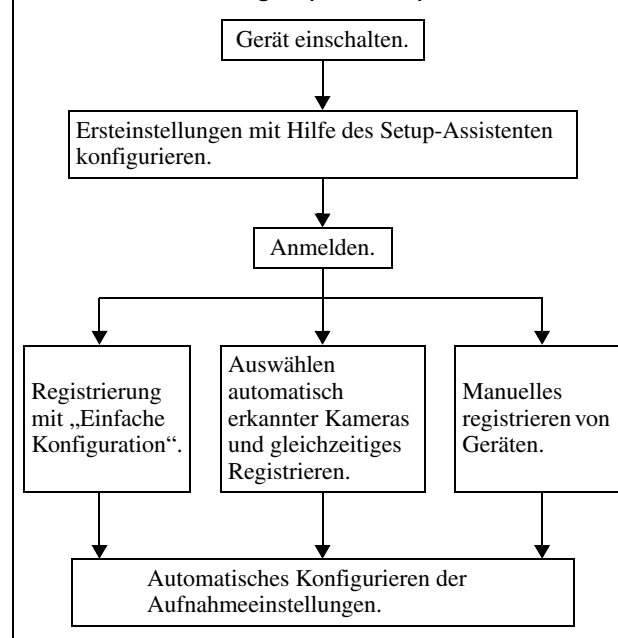 Gerät einschalten.
Ersteinstellungen mit Hilfe des Setup-Assistenten
konfigurieren.
Anmelden.
Registrierung
mit „Einfache
Konfiguration“.
Auswählen
automatisch
erkannter Kameras
und gleichzeitiges
Registrieren.
Manuelles
registrieren von
Geräten.
Automatisches Konfigurieren der
Aufnahmeeinstellungen.